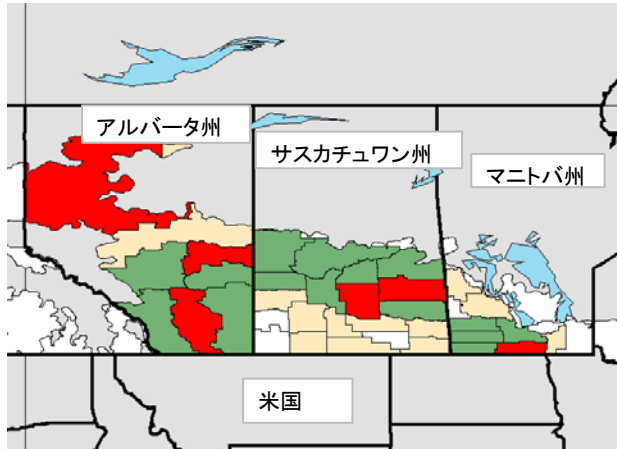 アルバータ州
サスカチュワン州
マニトバ州
米国